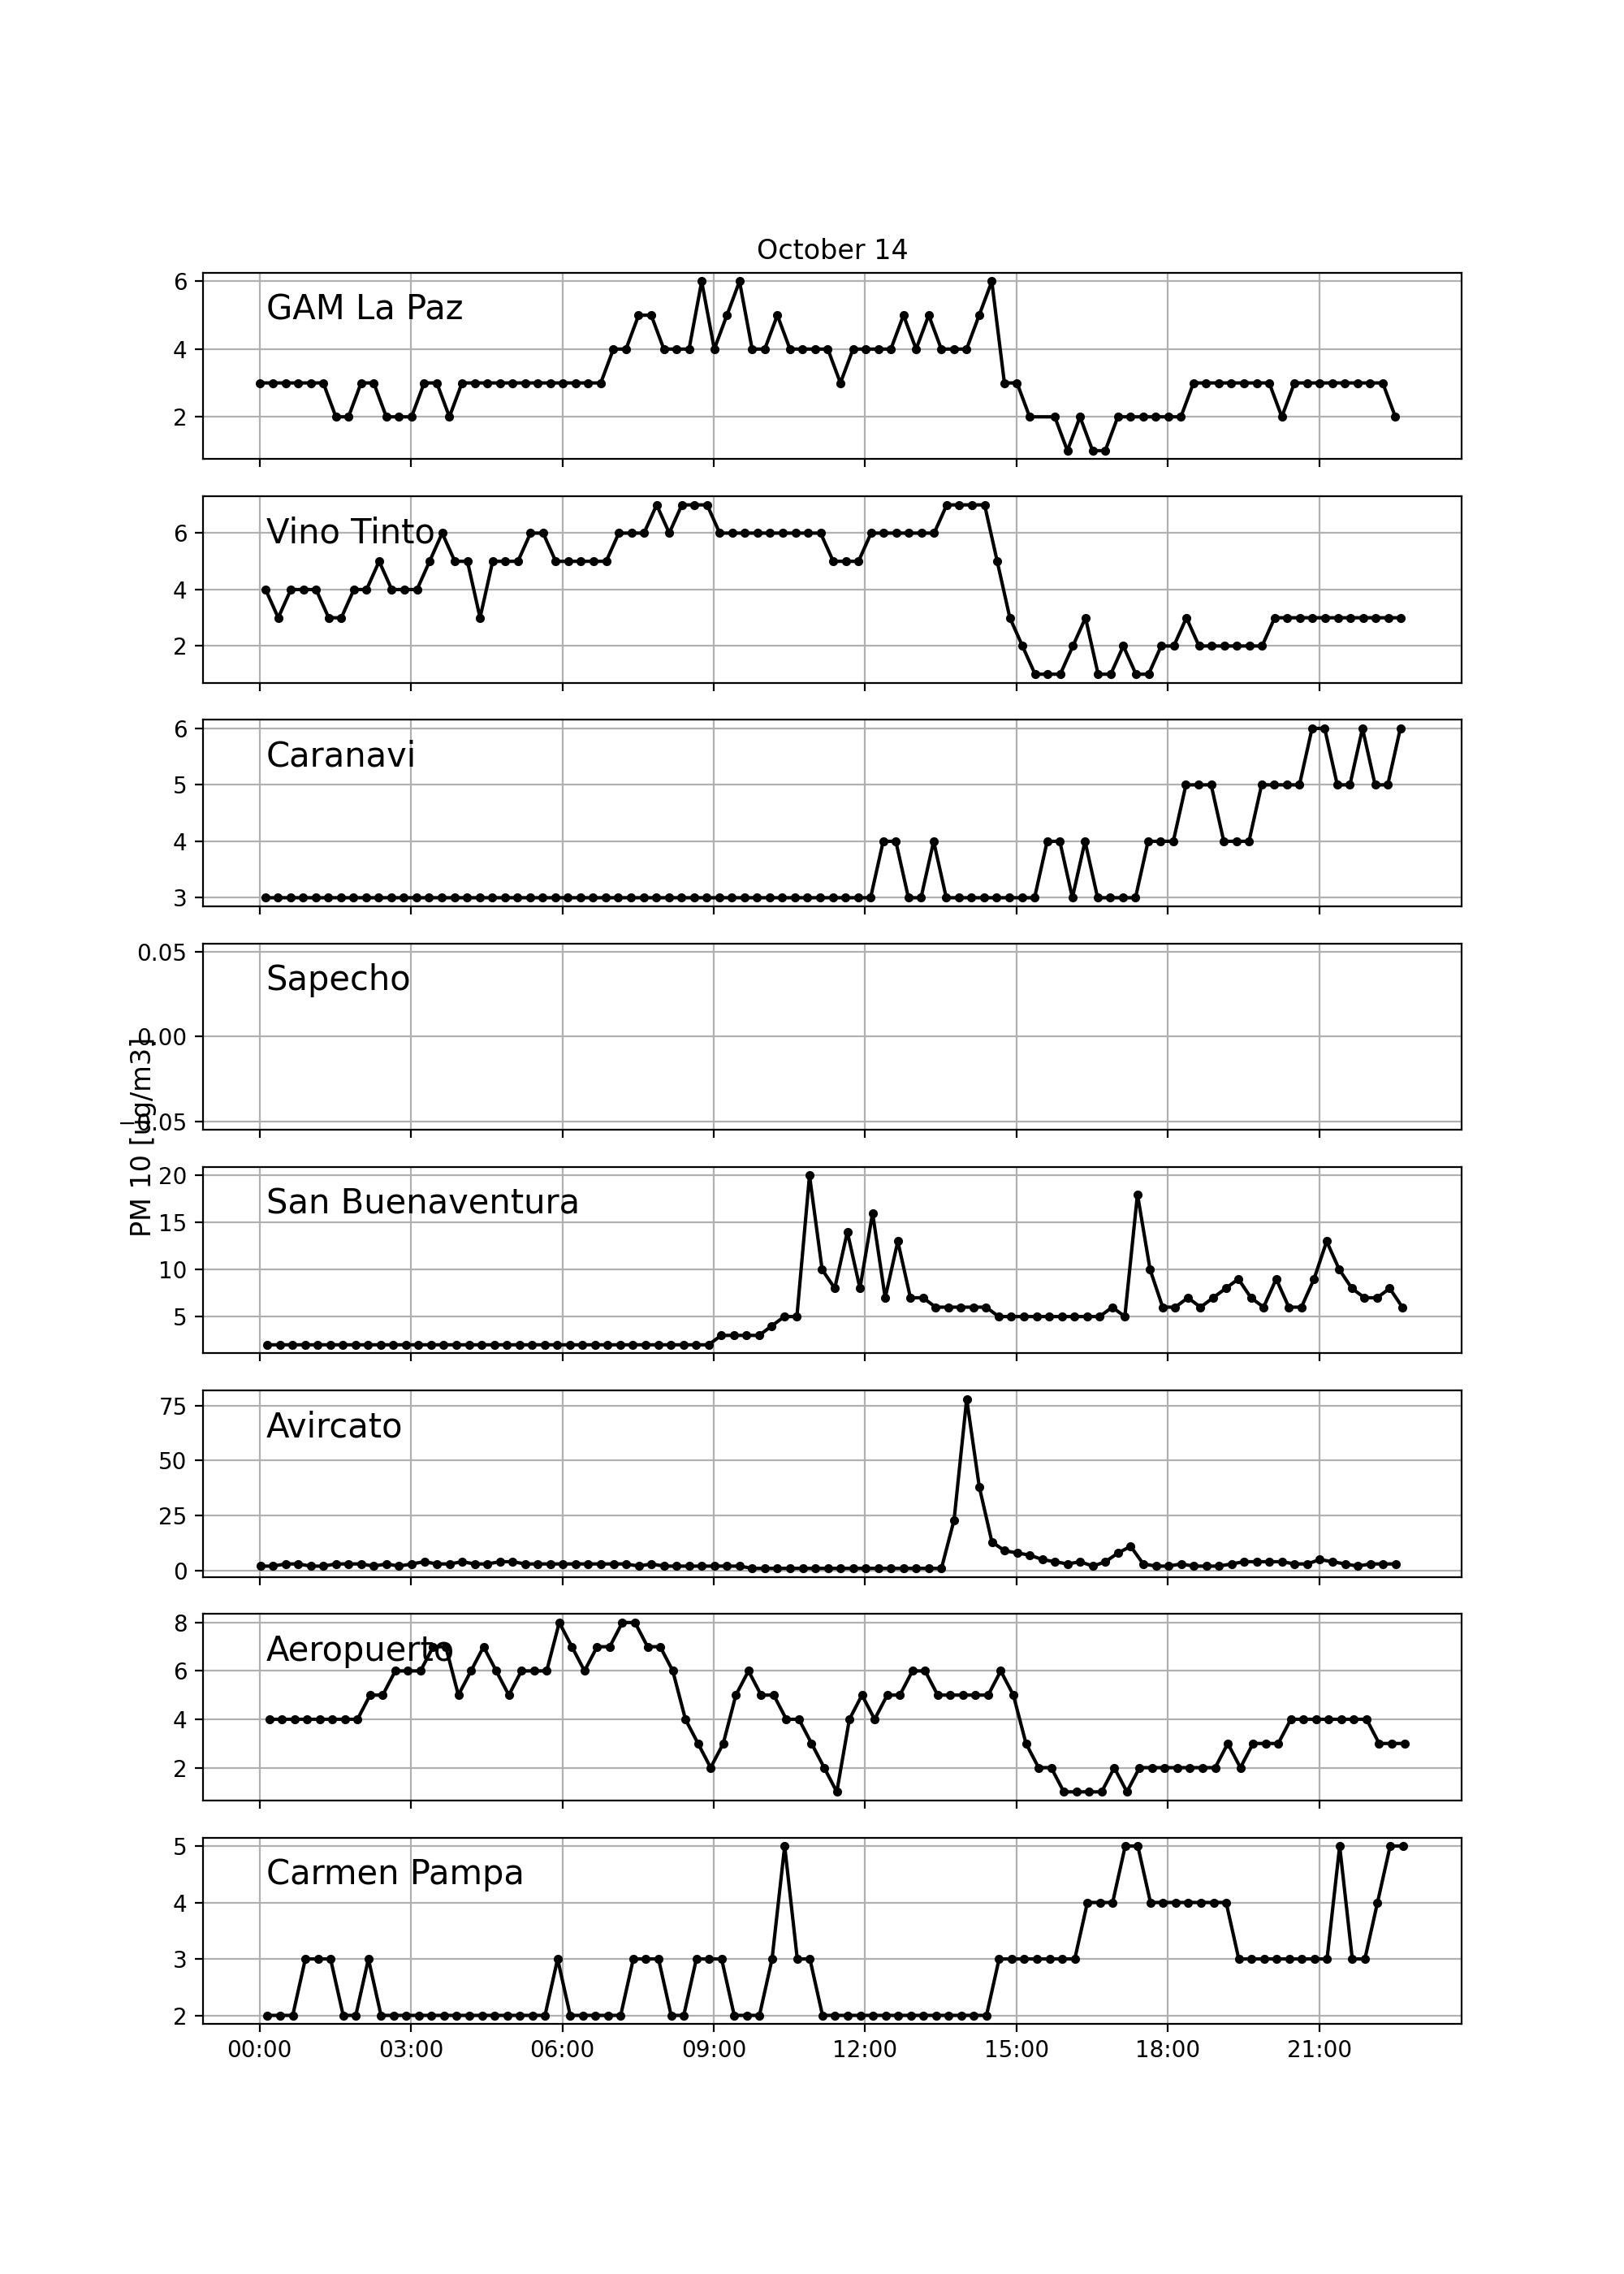 October 14
6
GAM La Paz
4
2
6
Vino Tinto
4
2
6
Caranavi
5
4
3
0.05
Sapecho
0.00
−0.05
PM 10 [ug/m3]
20
San Buenaventura
15
10
5
75
Avircato
50
25
0
8
Aeropuerto
6
4
2
5
Carmen Pampa
4
3
2
00:00 03:00 06:00 09:00 12:00 15:00 18:00 21:00